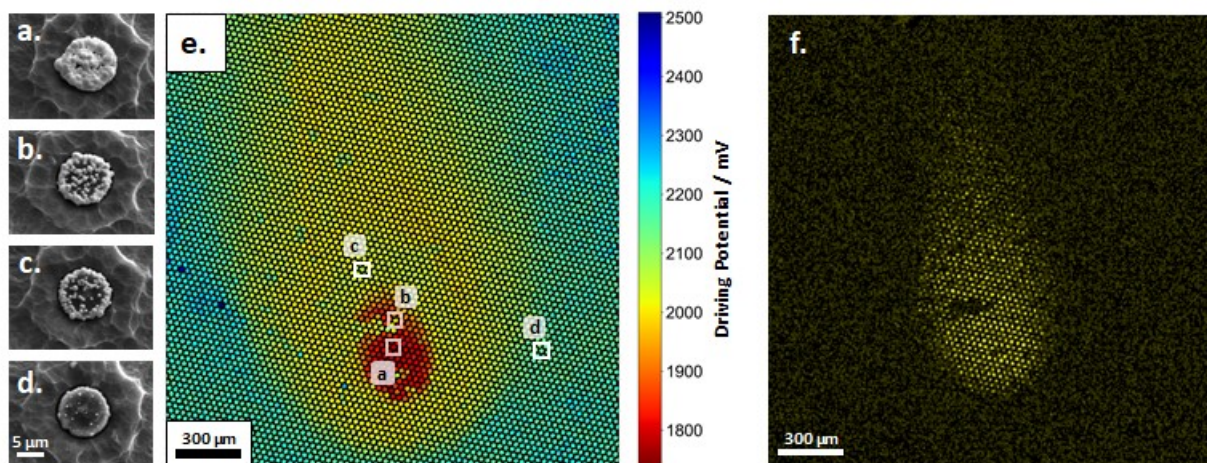 a.
b.
c.
d.
5 µm
e.
c
b
d
a
300 µm
2500
2400
2300
2200
2100
2000
1900
1800
Driving Potential / mV
f.
300 µm